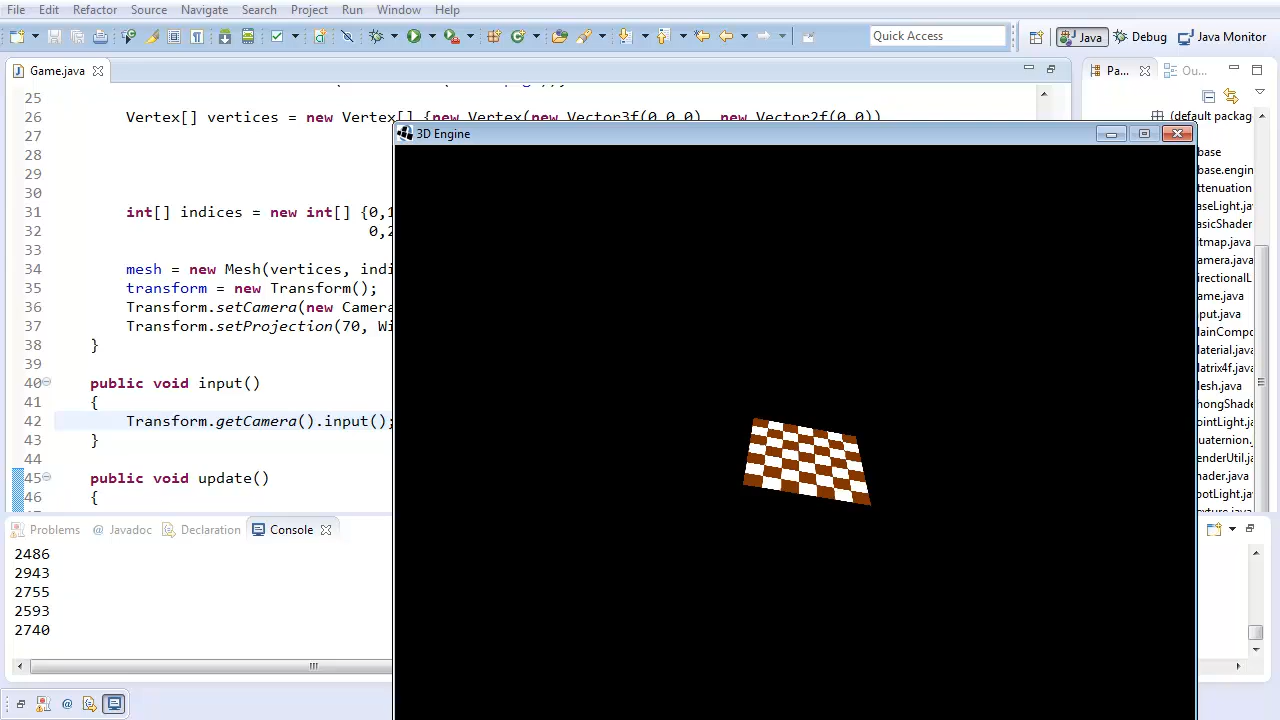 File Edit Refactor Source Navigate Search Project Run Window Help
Quick Access
Java Debug Java Monitor
Game.java
Pa... Ou...
25
26 Vertex[] vertices = new Vertex[] {new Vertex(new Vector3f(0,0,0), new Vector2f(0,0))
27
28
29
30
31 int[] indices = new int[] {0,1
32 0,2
33
34 mesh = new Mesh(vertices, indi
35 transform = new Transform();
36 Transform.setCamera(new Camera
37 Transform.setProjection(70, Wi
38 }
39
40 public void input()
41 {
42 Transform.getCamera().input();
43 }
44
45 public void update()
46 {
3D Engine
(default packag
base
base.engin
ttenuation
aseLight.ja
asicShader
itmap.java
amera.java
irectionalL
ame.java
put.java
lainCompo
laterial.java
latrix4f.jav
lesh.java
hongShade
ointLight.ja
uaternion.
enderUtil.ja
hader.java
potLight.ja
Problems Javadoc Declaration Console
2486
2943
2755
2593
2740